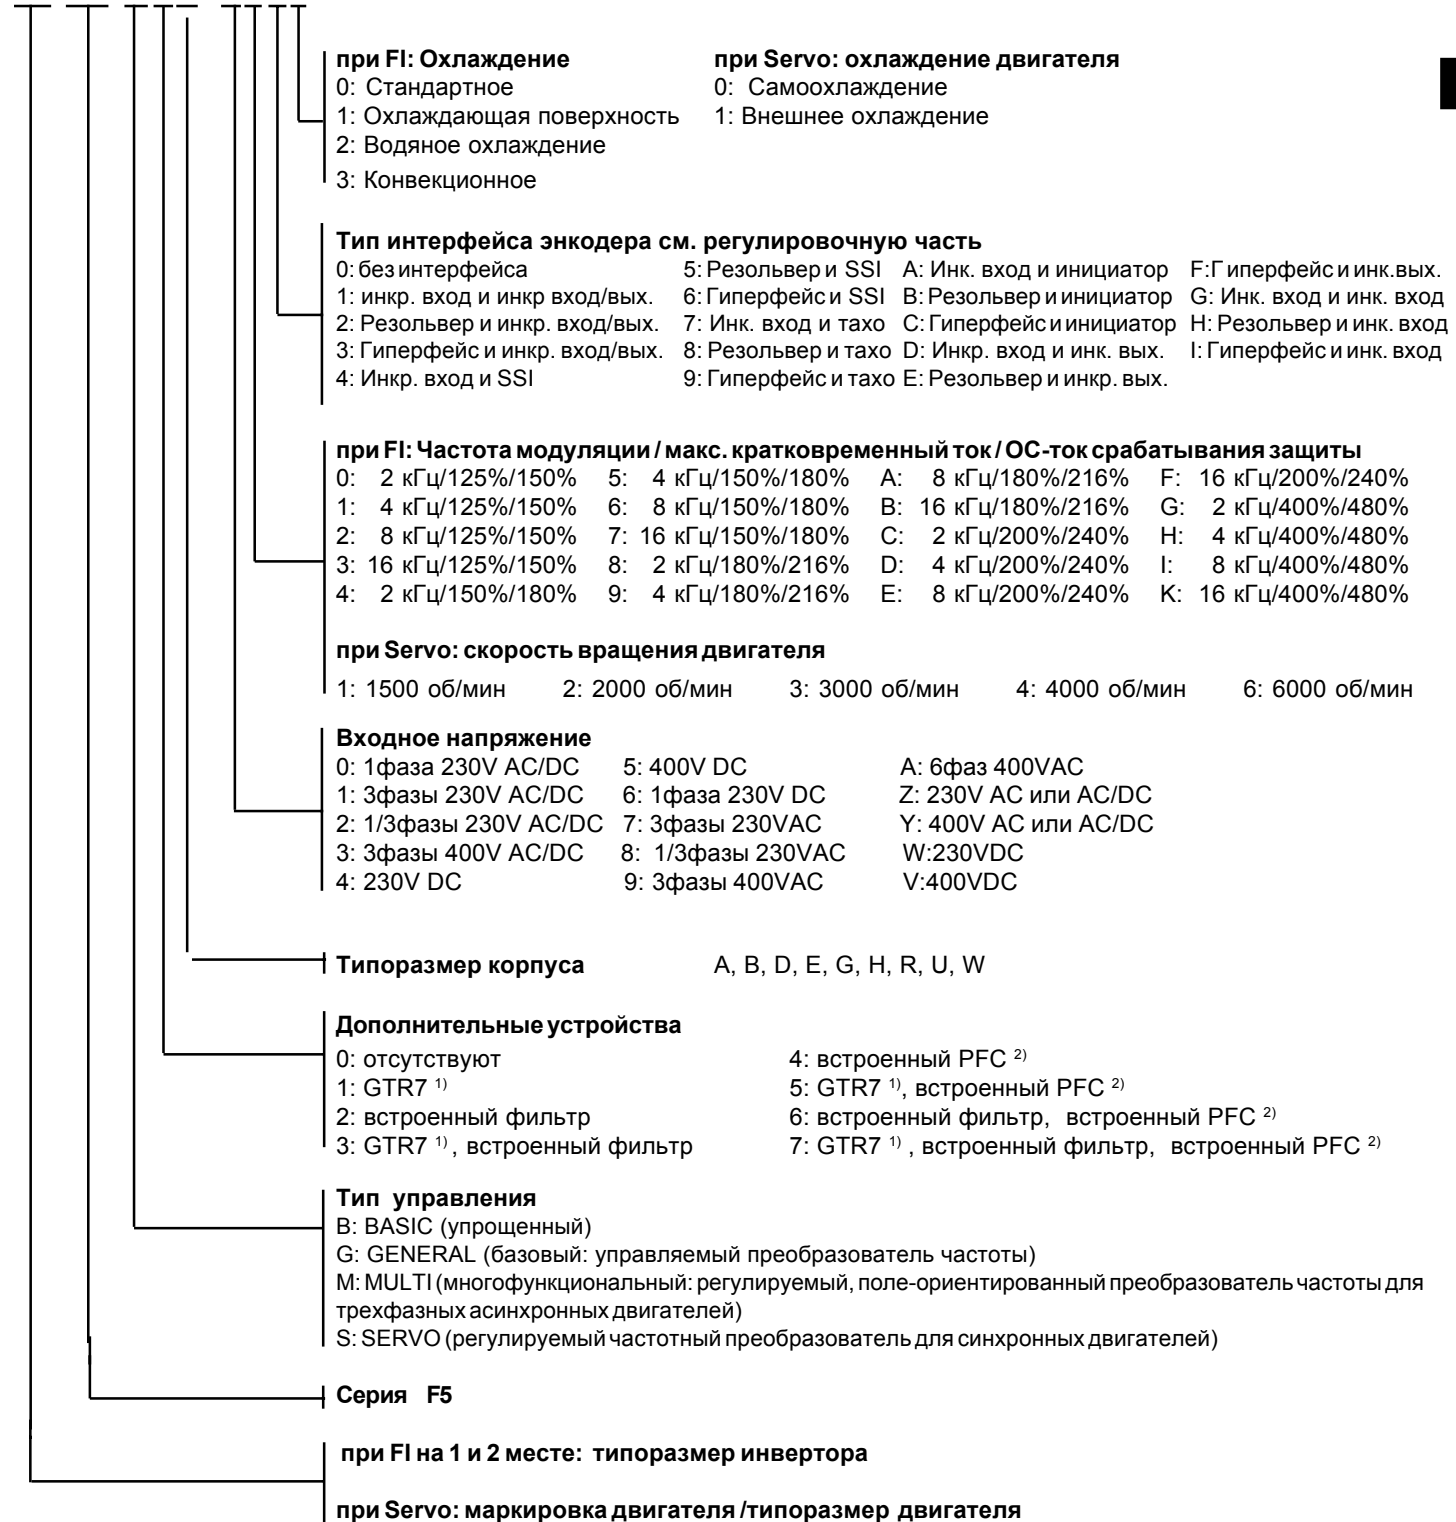 при FI: Охлаждение при Servo: охлаждение двигателя
0: Стандартное 0: Самоохлаждение
1: Охлаждающая поверхность 1: Внешнее охлаждение
2: Водяное охлаждение
3: Конвекционное
Тип интерфейса энкодера см. регулировочную часть
0: без интерфейса 5: Резольвер и SSI A: Инк. вход и инициатор F:Гиперфейс и инк.вых.
1: инкр. вход и инкр вход/вых. 6: Гиперфейс и SSI B: Резольвер и инициатор G: Инк. вход и инк. вход
2: Резольвер и инкр. вход/вых. 7: Инк. вход и тахо C: Гиперфейс и инициатор H: Резольвер и инк. вход
3: Гиперфейс и инкр. вход/вых. 8: Резольвер и тахо D: Инкр. вход и инк. вых. I: Гиперфейс и инк. вход
4: Инкр. вход и SSI 9: Гиперфейс и тахо E: Резольвер и инкр. вых.
при FI: Частота модуляции / макс. кратковременный ток / ОС-ток срабатывания защиты
0: 2 кГц/125%/150% 5: 4 кГц/150%/180% A: 8 кГц/180%/216% F: 16 кГц/200%/240%
1: 4 кГц/125%/150% 6: 8 кГц/150%/180% B: 16 кГц/180%/216% G: 2 кГц/400%/480%
2: 8 кГц/125%/150% 7: 16 кГц/150%/180% C: 2 кГц/200%/240% H: 4 кГц/400%/480%
3: 16 кГц/125%/150% 8: 2 кГц/180%/216% D: 4 кГц/200%/240% I: 8 кГц/400%/480%
4: 2 кГц/150%/180% 9: 4 кГц/180%/216% E: 8 кГц/200%/240% K: 16 кГц/400%/480%
при Servo: скорость вращения двигателя
1: 1500 об/мин 2: 2000 об/мин 3: 3000 об/мин 4: 4000 об/мин 6: 6000 об/мин
Входное напряжение
0: 1фаза 230V AC/DC 5: 400V DC A: 6фаз 400VAC
1: 3фазы 230V AC/DC 6: 1фаза 230V DC Z: 230V AC или AC/DC
2: 1/3фазы 230V AC/DC 7: 3фазы 230VAC Y: 400V AC или AC/DC
3: 3фазы 400V AC/DC 8: 1/3фазы 230VAC W:230VDC
4: 230V DC 9: 3фазы 400VAC V:400VDC
Типоразмер корпуса A, B, D, E, G, H, R, U, W
Дополнительные устройства
0: отсутствуют 4: встроенный PFC 2)
1: GTR7 1) 5: GTR7 1), встроенный PFC 2)
2: встроенный фильтр 6: встроенный фильтр, встроенный PFC 2)
3: GTR7 1) , встроенный фильтр 7: GTR7 1) , встроенный фильтр, встроенный PFC 2)
Тип управления
B: BASIC (упрощенный)
G: GENERAL (базовый: управляемый преобразователь частоты)
M: MULTI (многофункциональный: регулируемый, поле-ориентированный преобразователь частоты для
трехфазных асинхронных двигателей)
S: SERVO (регулируемый частотный преобразователь для синхронных двигателей)
Серия F5
при FI на 1 и 2 месте: типоразмер инвертора
при Servo: маркировка двигателя /типоразмер двигателя